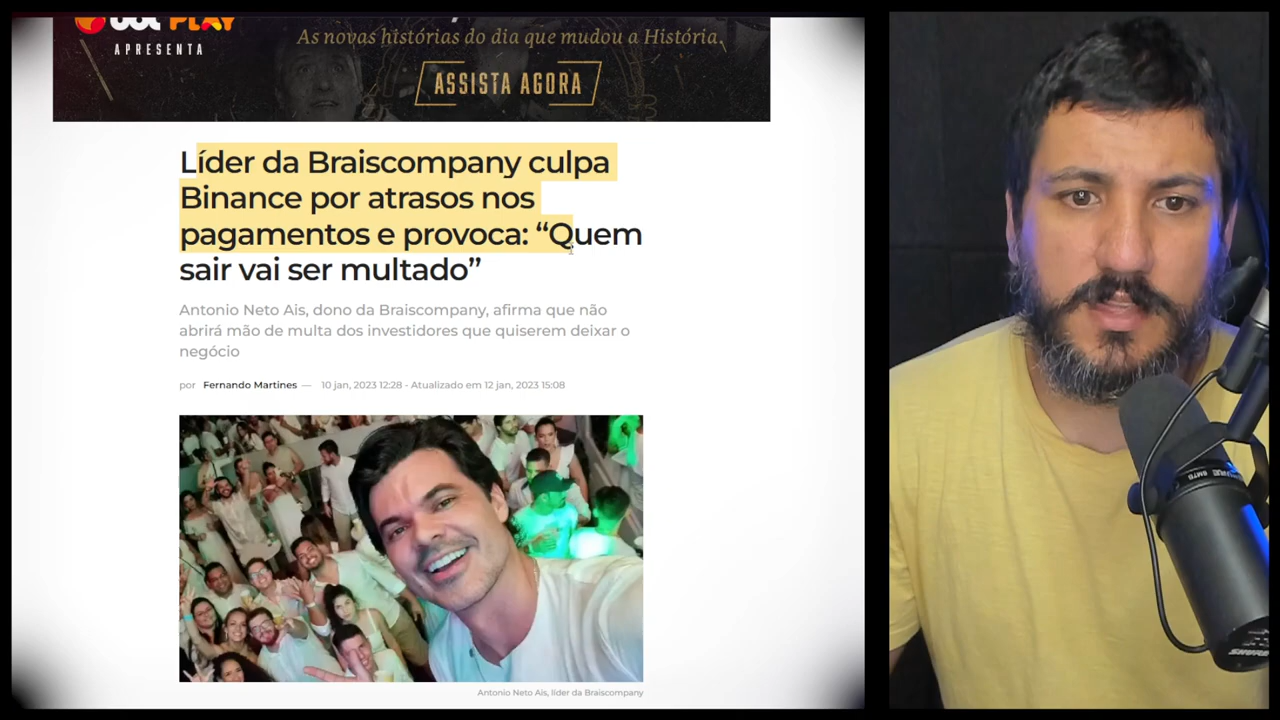 PLAY
APRESENTA
As novas histórias do dia que mudou a História.
ASSISTA AGORA
Líder da Braiscompany culpa
Binance por atrasos nos
pagamentos e provoca: “Quem
sair vai ser multado”
Antonio Neto Ais, dono da Braiscompany, afirma que não
abrirá mão de multa dos investidores que quiserem deixar o
negócio
por Fernando Martines — 10 jan, 2023 12:28 - Atualizado em 12 jan, 2023 15:08
Antonio Neto Ais, líder da Braiscompany